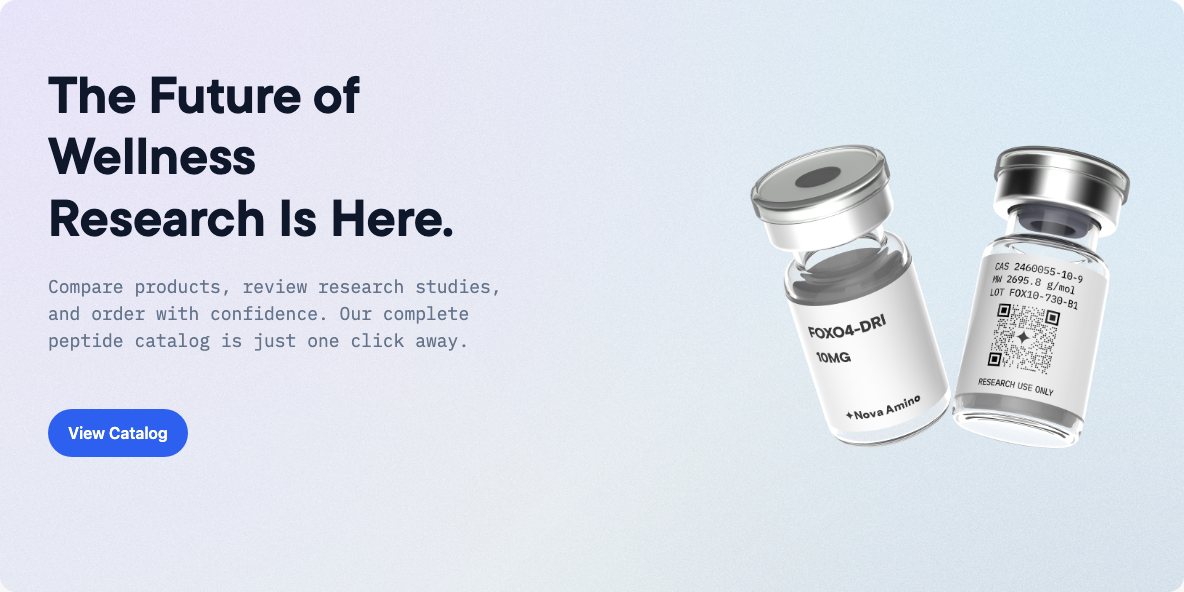 The Future of
Wellness
Research Is Here.
Compare products, review research studies,
and order with confidence. Our complete
peptide catalog is just one click away.
View Catalog
FOXO4-DRI
10MG
Nova Amino
CAS 2460055-10-9
MW 2695.8 g/mol
LOT FOX10-730-B1
RESEARCH USE ONLY